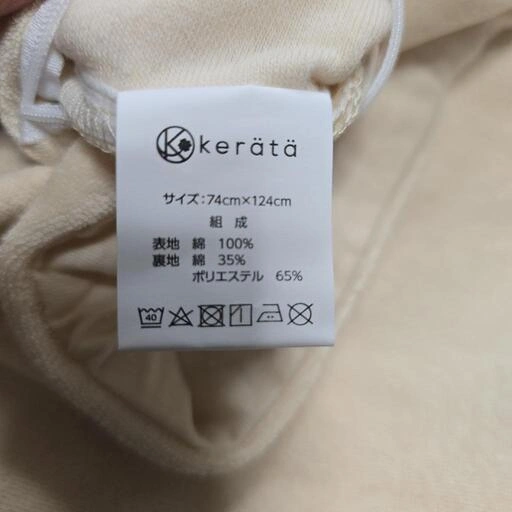 kerätä
サイズ:74cm×124cm
組 成
表地 綿 100%
裏地 綿 35%
ポリエステル 65%
40